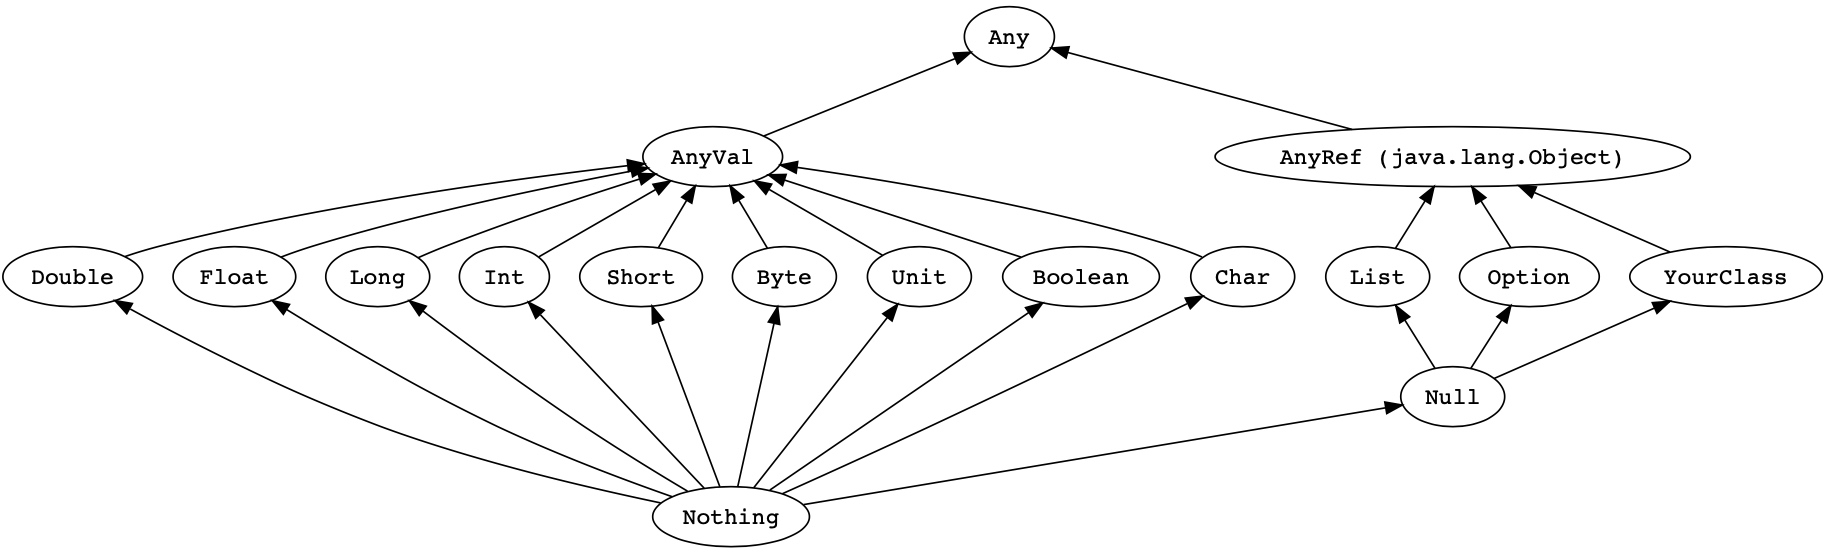 Any
AnyVal
AnyRef (java.lang.Object)
Double
Float
Long
Int
Short
Byte
Unit
Boolean
Char
List
Option
YourClass
Null
Nothing